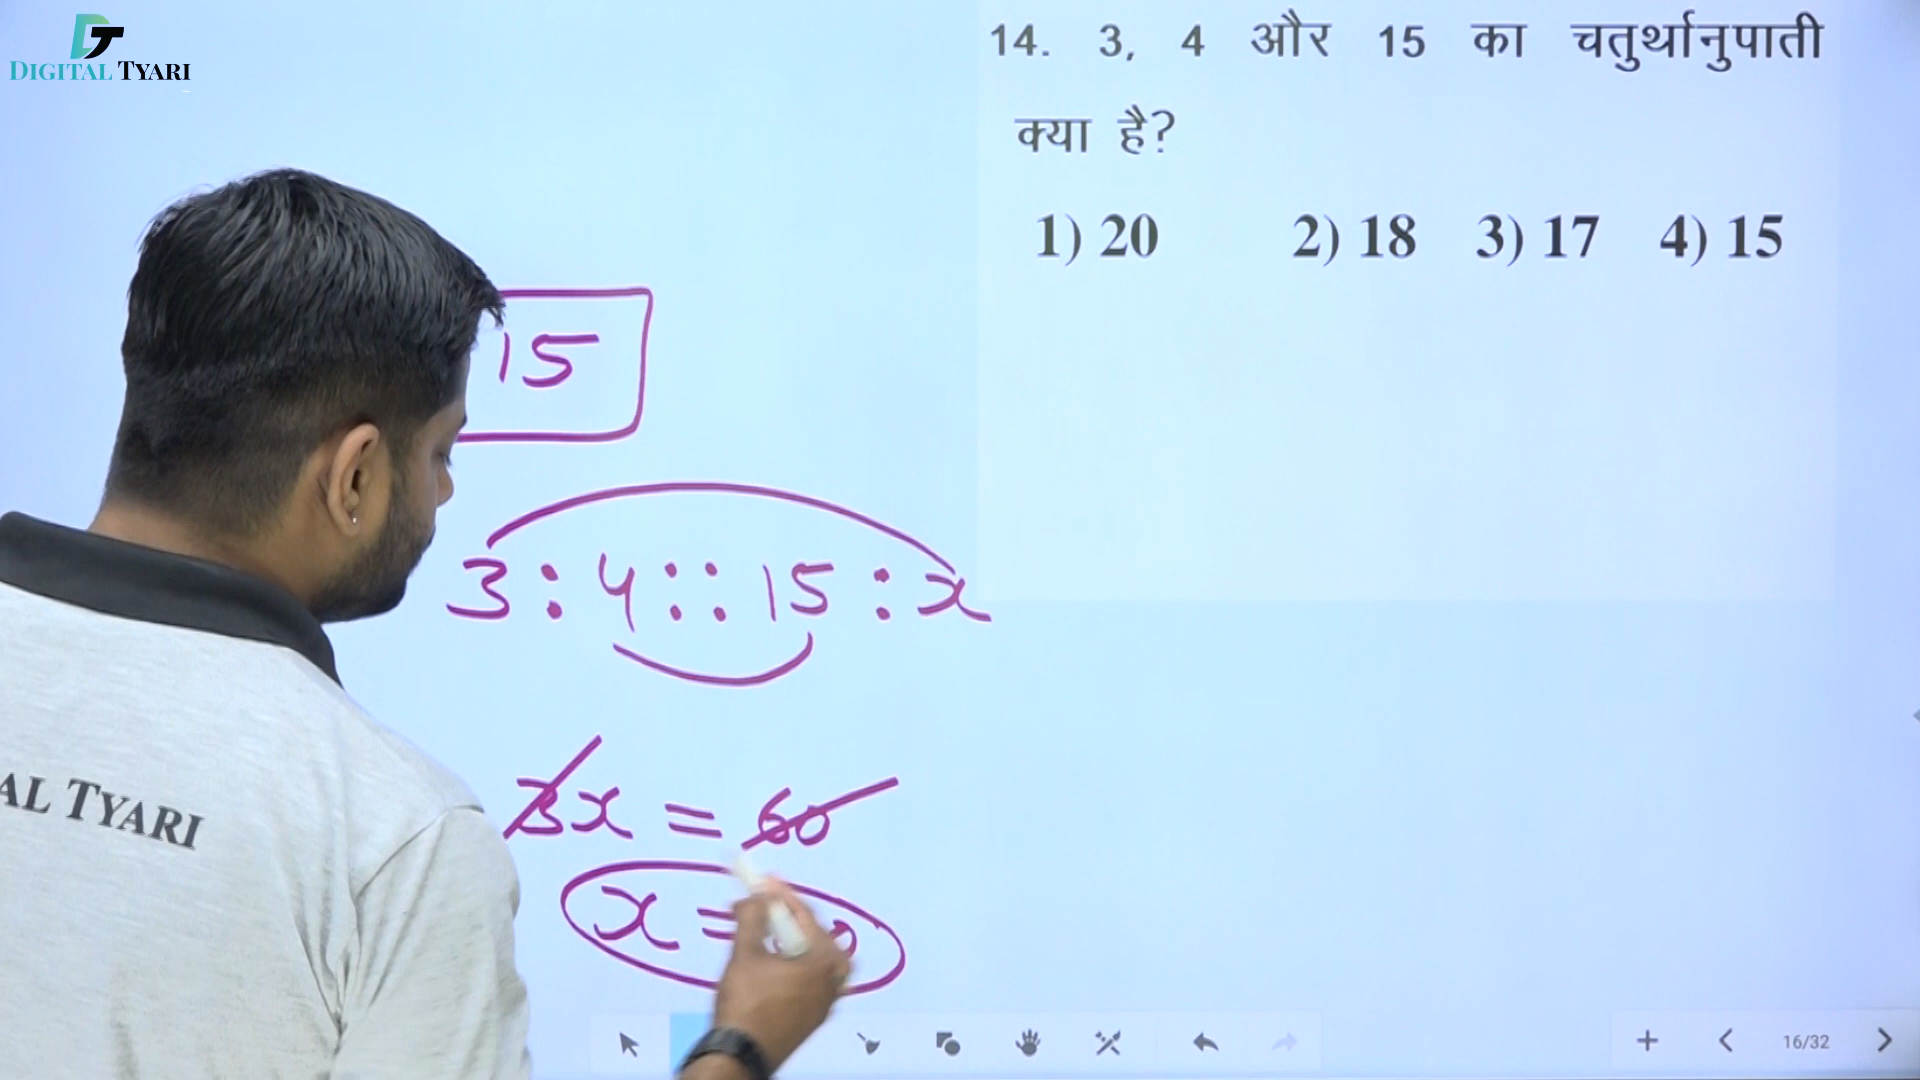 DIGITAL TYARI
14. 3, 4 और 15 का चतुर्थानुपाती
क्या है?
1) 20 2) 18 3) 17 4) 15
15
3 : 4 :: 15 : x
3x = 60
x =
AL TYARI
16/32